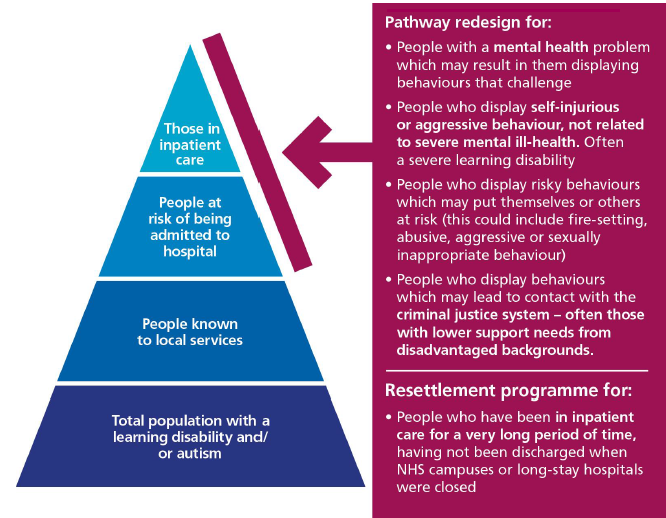 Those in
inpatient
care
People at
risk of being
admitted to
hospital
People known
to local services
Total population with a
learning disability and/
or autism
Pathway redesign for:
• People with a mental health problem
which may result in them displaying
behaviours that challenge
• People who display self-injurious
or aggressive behaviour, not related
to severe mental ill-health. Often
a severe learning disability
• People who display risky behaviours
which may put themselves or others
at risk (this could include fire-setting,
abusive, aggressive or sexually
inappropriate behaviour)
• People who display behaviours
which may lead to contact with the
criminal justice system – often those
with lower support needs from
disadvantaged backgrounds.
Resettlement programme for:
• People who have been in inpatient
care for a very long period of time,
having not been discharged when
NHS campuses or long-stay hospitals
were closed